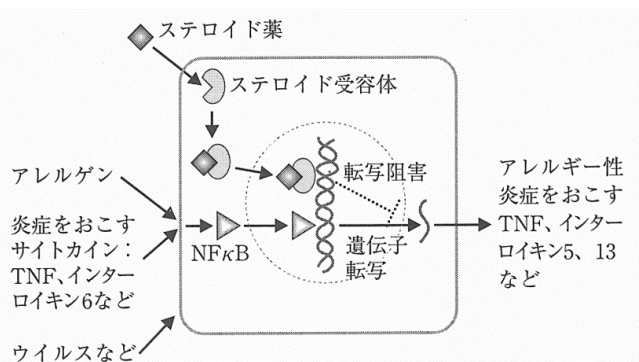 ステロイド薬
ステロイド受容体
転写阻害
アレルゲン
炎症をおこす
サイトカイン：
TNF、インター
ロイキン6など
ウイルスなど
NFκB
遺伝子
転写
アレルギー性
炎症をおこす
TNF、インター
ロイキン5、13
など